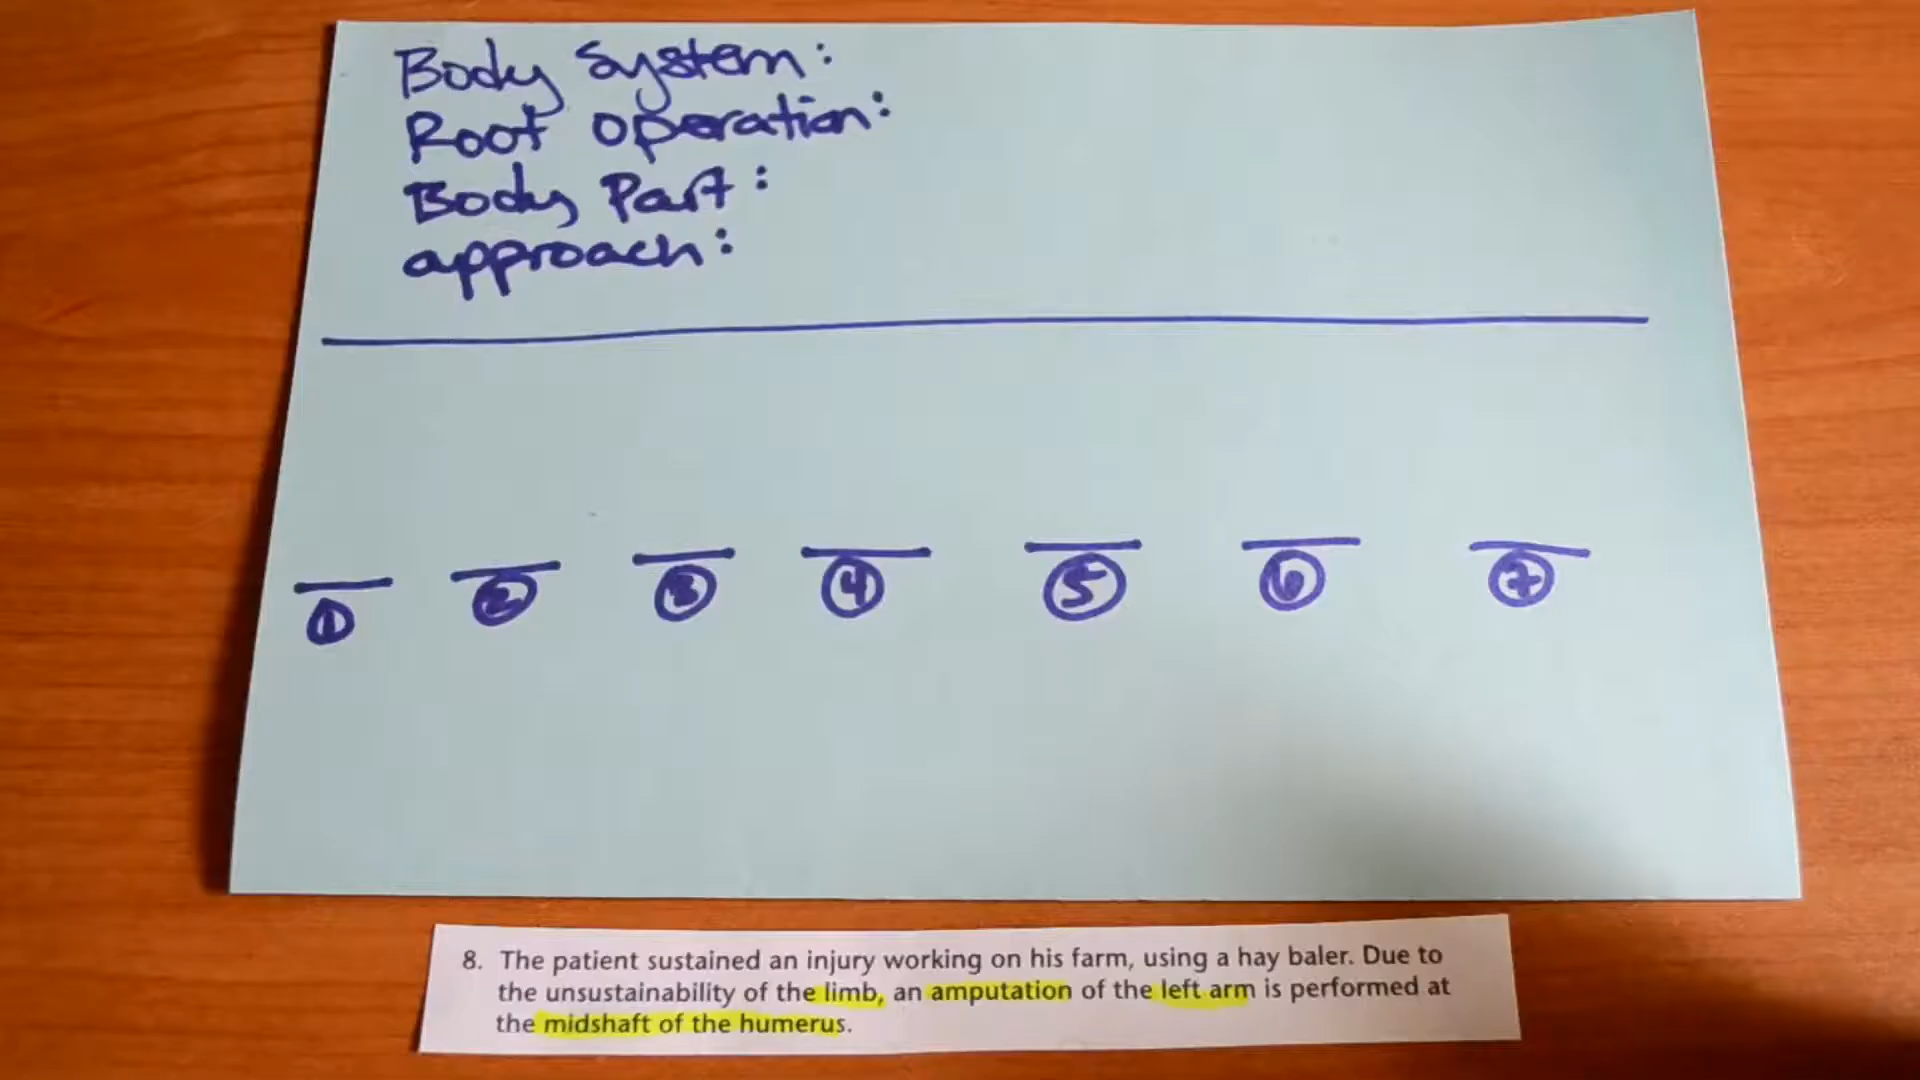 Body System:
Root Operation:
Body Part:
approach:
1 2 3 4 5 6 7
8. The patient sustained an injury working on his farm, using a hay baler. Due to
the unsustainability of the limb, an amputation of the left arm is performed at
the midshaft of the humerus.